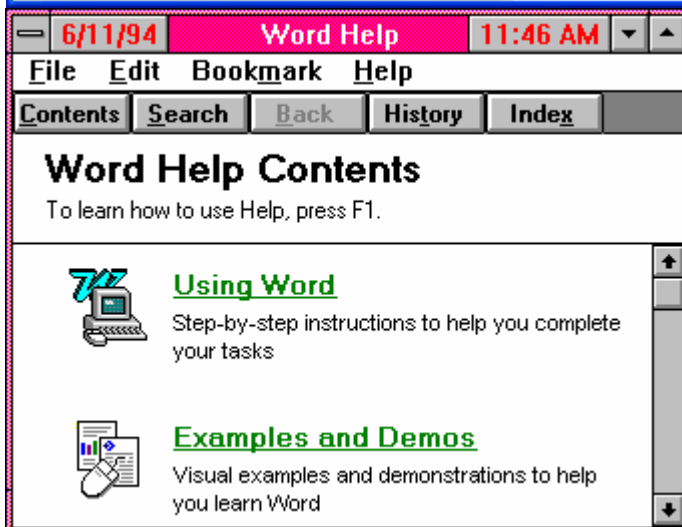 6/11/94 Word Help 11:46 AM
File Edit Bookmark Help
Contents Search Back History Index
Word Help Contents
To learn how to use Help, press F1.
Using Word
Step-by-step instructions to help you complete
your tasks
Examples and Demos
Visual examples and demonstrations to help
you learn Word